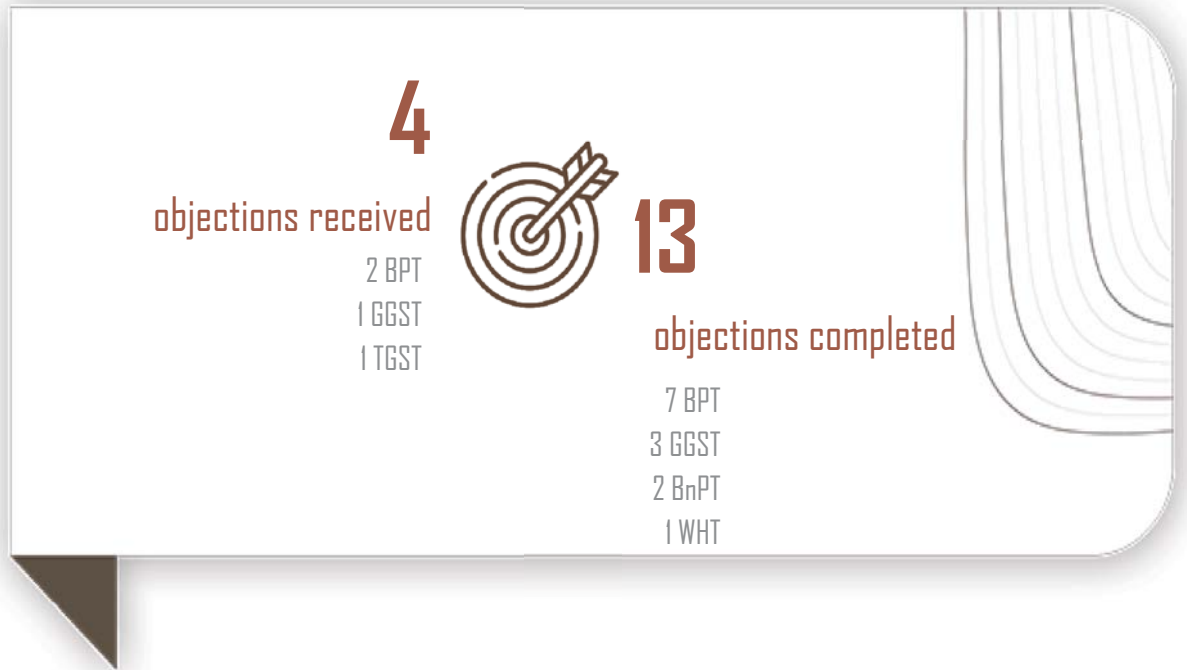 4
objections received
2 BPT
1 GGST
1 TGST
13
objections completed
7 BPT
3 GGST
2 BnPT
1 WHT